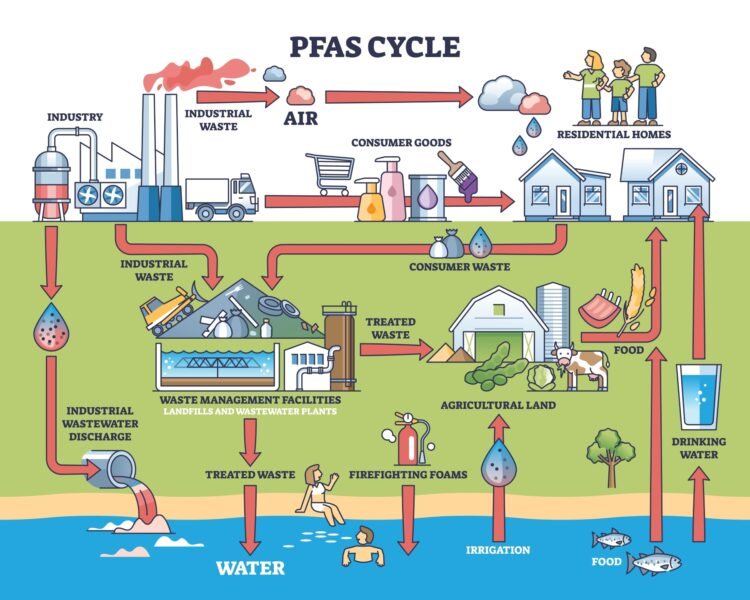 PFAS CYCLE
INDUSTRY
INDUSTRIAL
WASTE
AIR
RESIDENTIAL HOMES
CONSUMER GOODS
INDUSTRIAL
WASTE
CONSUMER WASTE
TREATED
WASTE
FOOD
WASTE MANAGEMENT FACILITIES
LANDFILLS AND WASTEWATER PLANTS
AGRICULTURAL LAND
INDUSTRIAL
WASTEWATER
DISCHARGE
DRINKING
WATER
TREATED WASTE
FIREFIGHTING FOAMS
IRRIGATION
FOOD
WATER